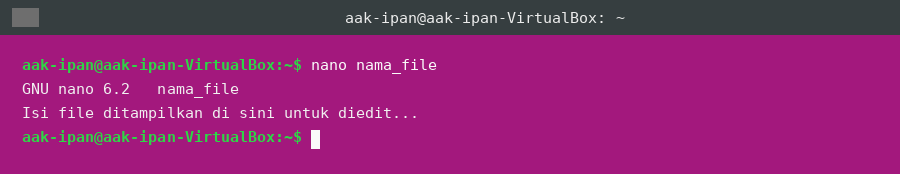 aak-ipan@aak-ipan-VirtualBox: ~
aak-ipan@aak-ipan-VirtualBox:~$ nano nama_file
GNU nano 6.2   nama_file
Isi file ditampilkan di sini untuk diedit...
aak-ipan@aak-ipan-VirtualBox:~$